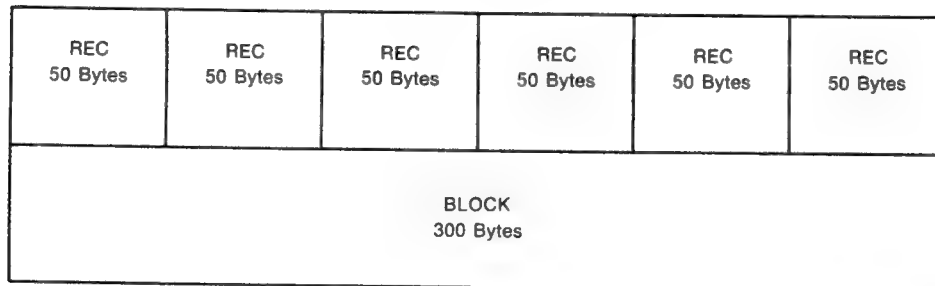 REC REC REC REC REC REC
50 Bytes 50 Bytes 50 Bytes 50 Bytes 50 Bytes 50 Bytes
BLOCK
300 Bytes